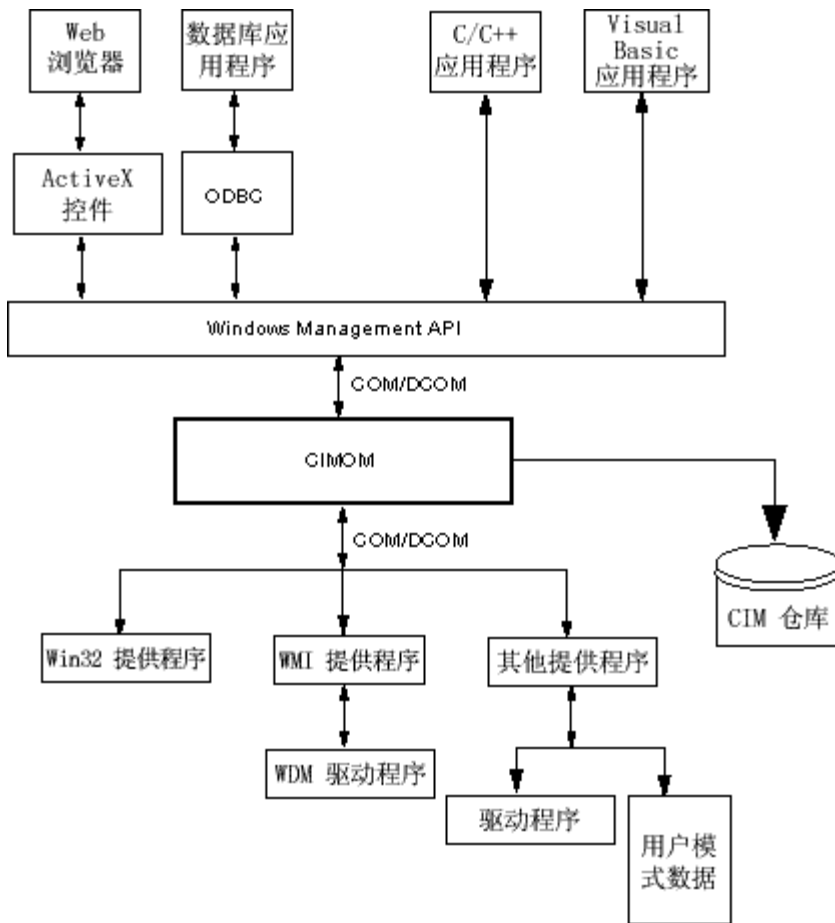 Web
浏览器
数据库应
用程序
C/C++
应用程序
Visual
Basic
应用程序
ActiveX
控件
ODBC
Windows Management API
COM/DCOM
CIMOM
COM/DCOM
CIM 仓库
Win32 提供程序
WMI 提供程序
其他提供程序
WDM 驱动程序
驱动程序
用户模
式数据